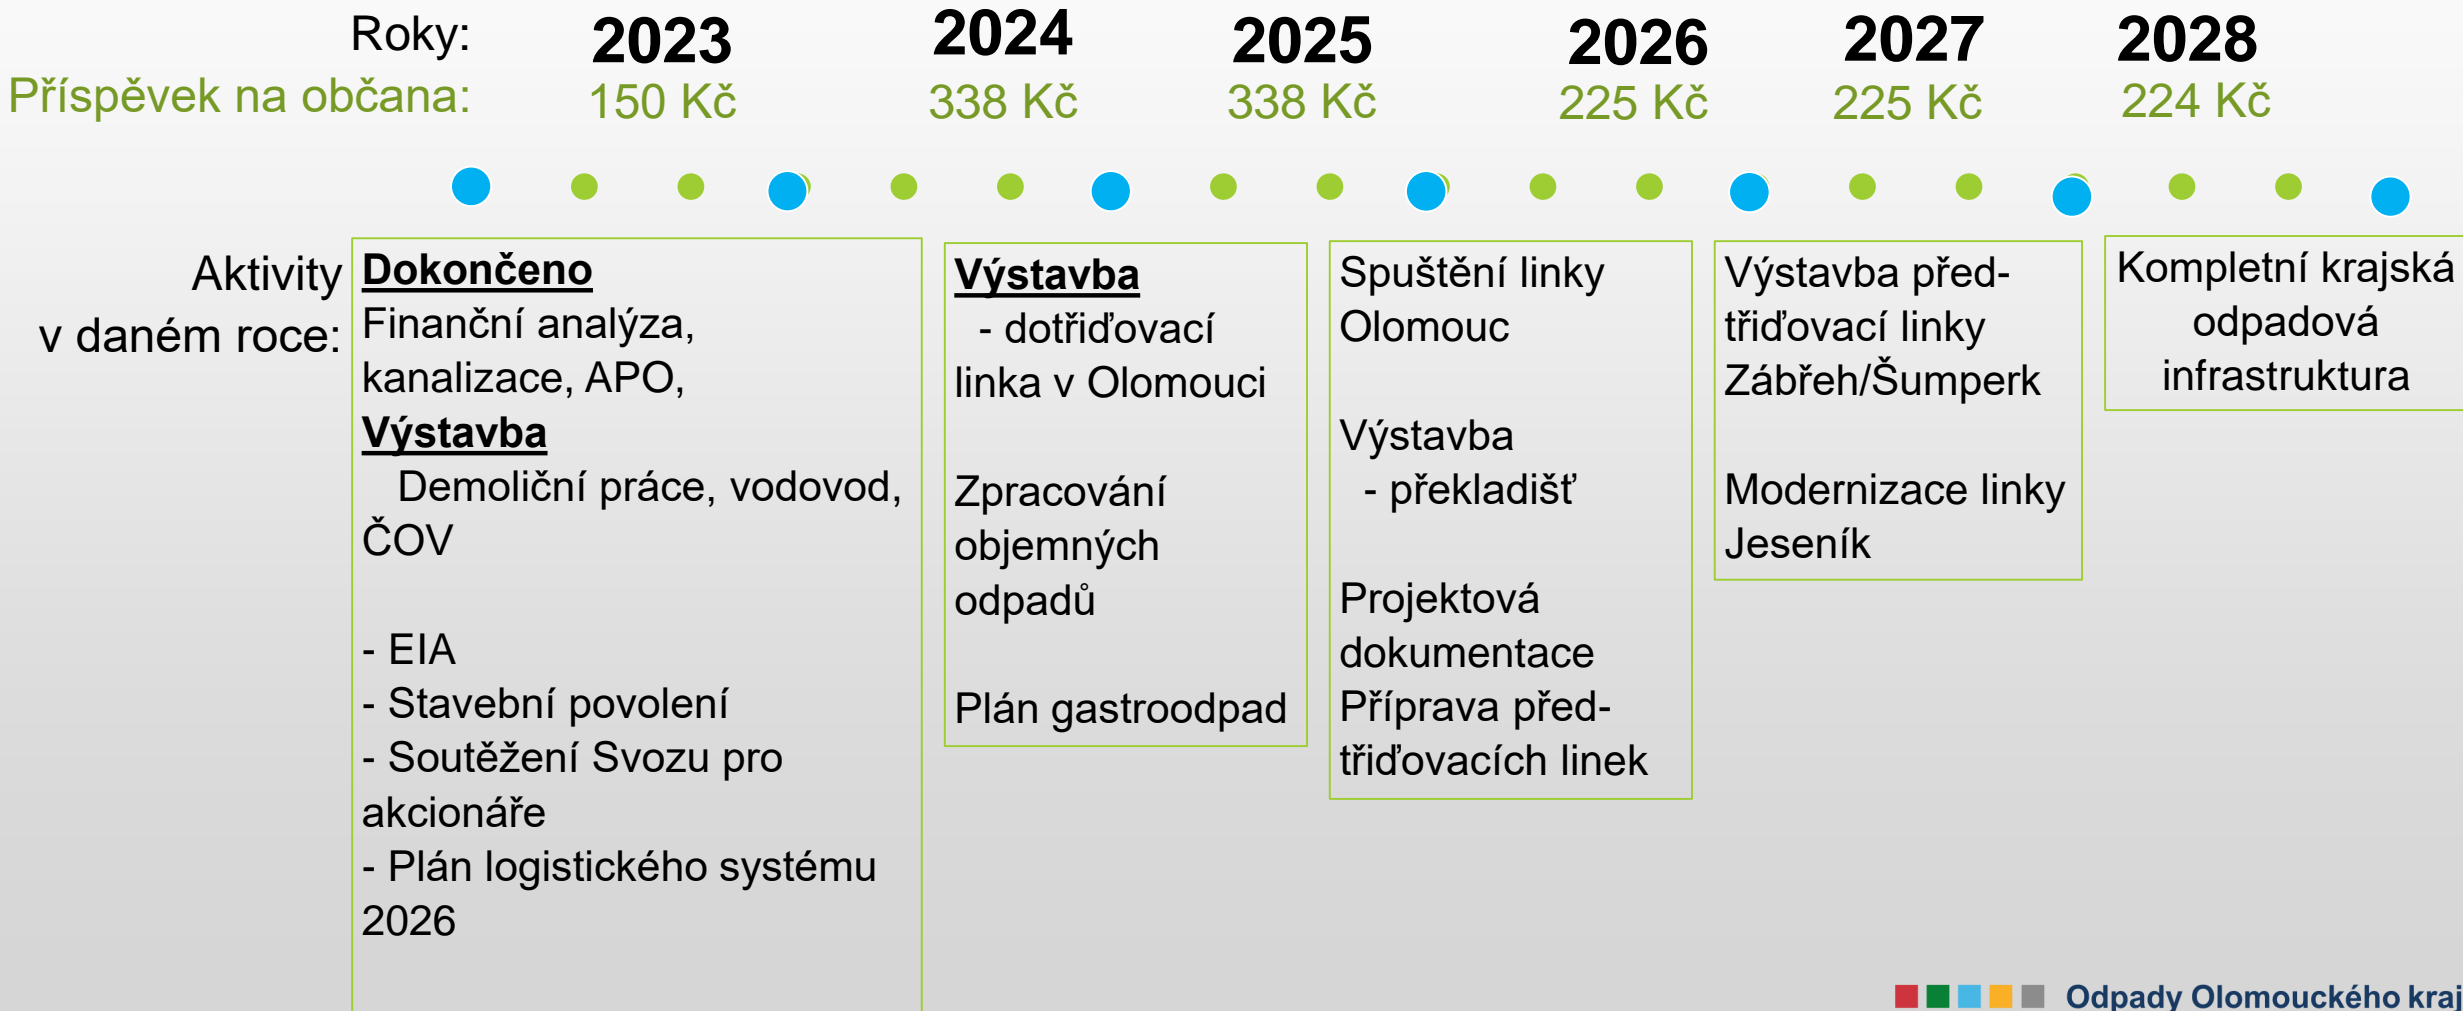 Roky: 2023 2024 2025 2026 2027 2028
Příspěvek na občana: 150 Kč 338 Kč 338 Kč 225 Kč 225 Kč 224 Kč
Aktivity
v daném roce:
Dokončeno
Finanční analýza,
kanalizace, APO,
Výstavba
Demoliční práce, vodovod,
ČOV
- EIA
- Stavební povolení
- Soutěžení Svozu pro
akcionáře
- Plán logistického systému
2026
Výstavba
- dotřiďovací
linka v Olomouci
Zpracování
objemných
odpadů
Plán gastroodpad
Spuštění linky
Olomouc
Výstavba
- překladišť
Projektová
dokumentace
Příprava před-
třiďovacích linek
Výstavba před-
třiďovací linky
Zábřeh/Šumperk
Modernizace linky
Jeseník
Kompletní krajská
odpadová
infrastruktura
Odpady Olomouckého kraj